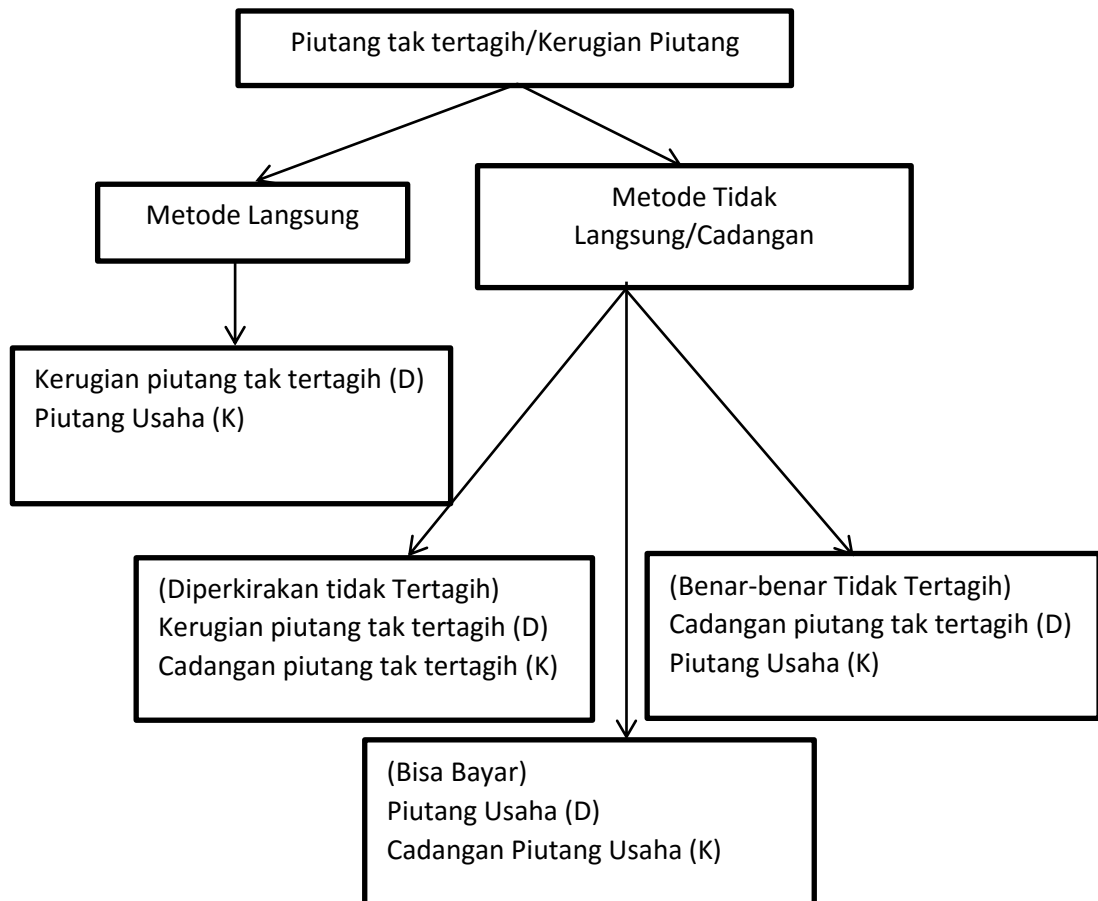 Piutang tak tertagih/Kerugian Piutang
Metode Langsung
Metode Tidak
Langsung/Cadangan
Kerugian piutang tak tertagih (D)
Piutang Usaha (K)
(Diperkirakan tidak Tertagih)
Kerugian piutang tak tertagih (D)
Cadangan piutang tak tertagih (K)
(Benar-benar Tidak Tertagih)
Cadangan piutang tak tertagih (D)
Piutang Usaha (K)
(Bisa Bayar)
Piutang Usaha (D)
Cadangan Piutang Usaha (K)